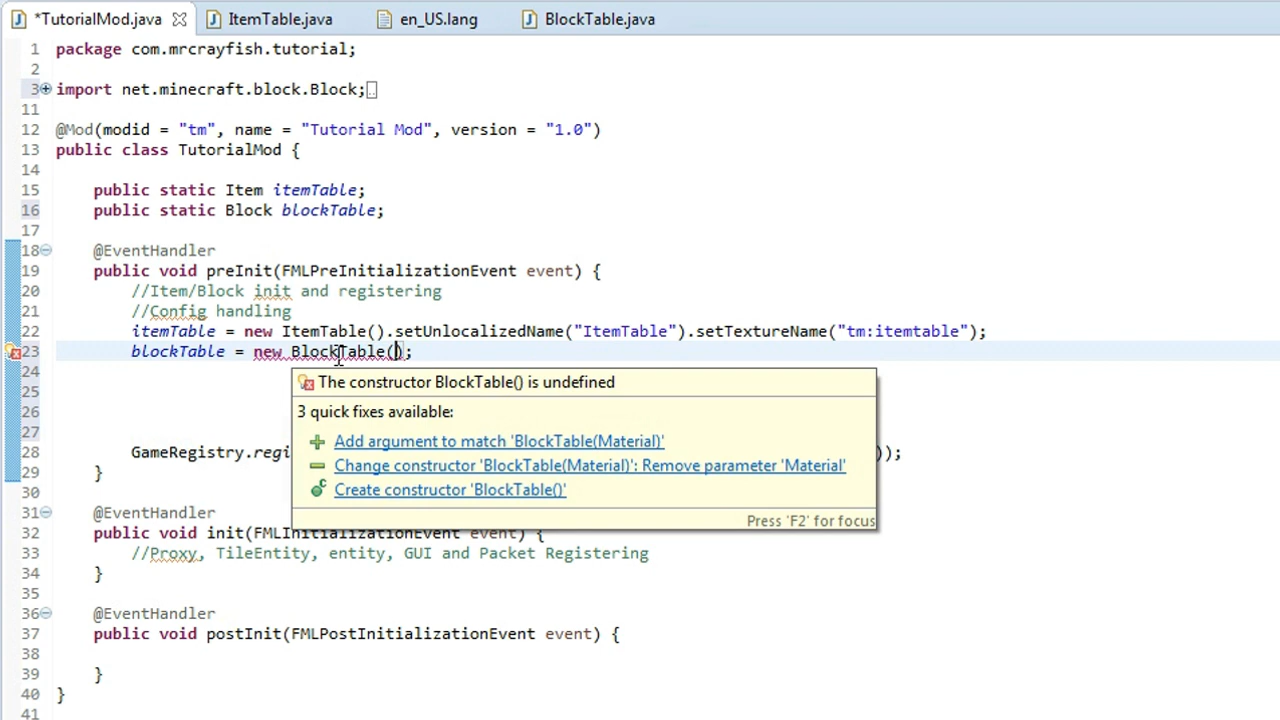 *TutorialMod.java ItemTable.java en_US.lang BlockTable.java
1 package com.mrcrayfish.tutorial;
2
3 import net.minecraft.block.Block;
11
12 @Mod(modid = "tm", name = "Tutorial Mod", version = "1.0")
13 public class TutorialMod {
14
15 public static Item itemTable;
16 public static Block blockTable;
17
18 @EventHandler
19 public void preInit(FMLPreInitializationEvent event) {
20 //Item/Block init and registering
21 //Config handling
22 itemTable = new ItemTable().setUnlocalizedName("ItemTable").setTextureName("tm:itemtable");
23 blockTable = new BlockTable();
24
The constructor BlockTable() is undefined
25
26
3 quick fixes available:
27
Add argument to match 'BlockTable(Material)'
28 GameRegistry.regi ));
29 }
Change constructor 'BlockTable(Material)': Remove parameter 'Material'
30
Create constructor 'BlockTable()'
31 @EventHandler
Press 'F2' for focus
32 public void init(FMLInitializationEvent event) {
33 //Proxy, TileEntity, entity, GUI and Packet Registering
34 }
35
36 @EventHandler
37 public void postInit(FMLPostInitializationEvent event) {
38
39 }
40 }
41